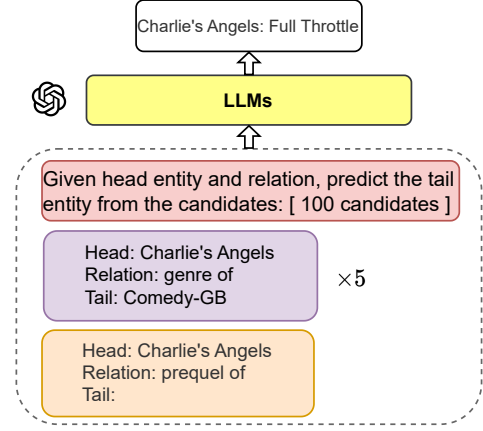 Charlie's Angels: Full Throttle
LLMs
Given head entity and relation, predict the tail
entity from the candidates: [ 100 candidates ]
Head: Charlie's Angels
Relation: genre of
Tail: Comedy-GB
×5
Head: Charlie's Angels
Relation: prequel of
Tail: